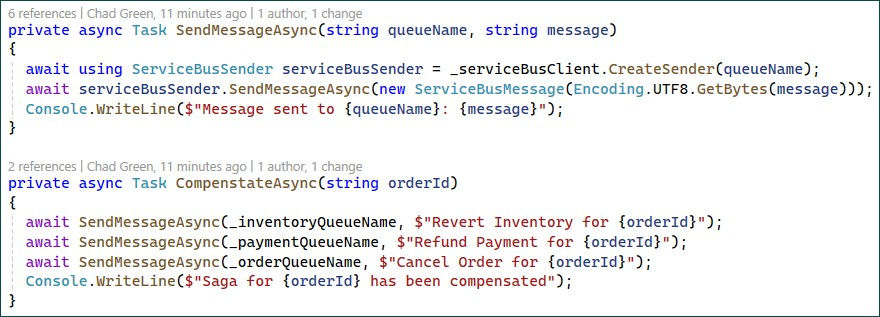 6 references | Chad Green, 11 minutes ago | 1 author, 1 change
private async Task SendMessageAsync(string queueName, string message)
{
  await using ServiceBusSender serviceBusSender = _serviceBusClient.CreateSender(queueName);
  await serviceBusSender.SendMessageAsync(new ServiceBusMessage(Encoding.UTF8.GetBytes(message)));
  Console.WriteLine($"Message sent to {queueName}: {message}");
}
2 references | Chad Green, 11 minutes ago | 1 author, 1 change
private async Task CompenstateAsync(string orderId)
{
  await SendMessageAsync(_inventoryQueueName, $"Revert Inventory for {orderId}");
  await SendMessageAsync(_paymentQueueName, $"Refund Payment for {orderId}");
  await SendMessageAsync(_orderQueueName, $"Cancel Order for {orderId}");
  Console.WriteLine($"Saga for {orderId} has been compensated");
}